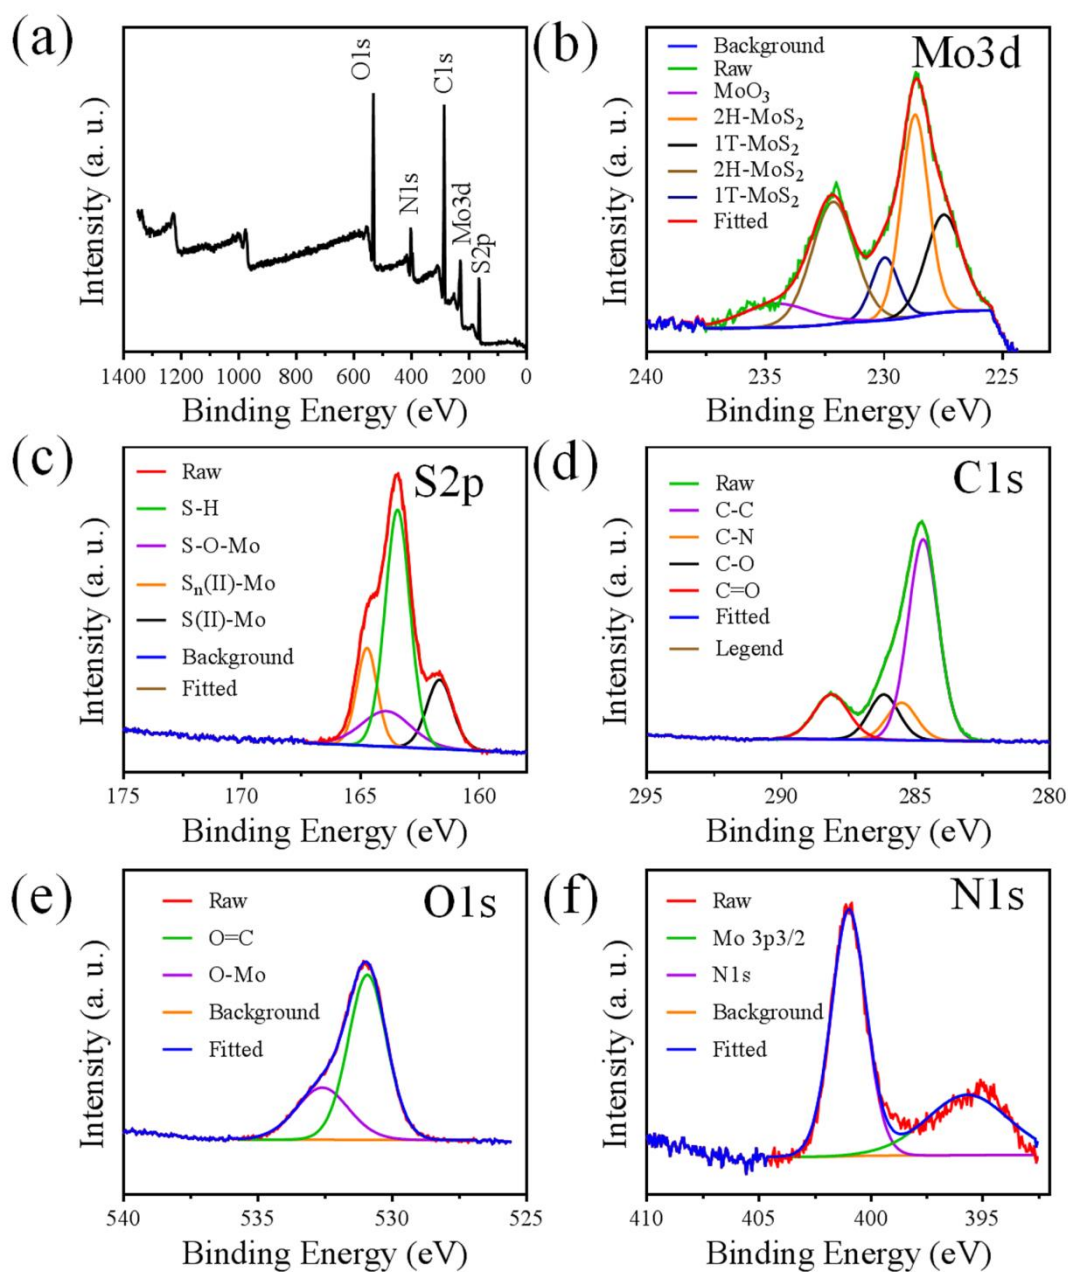 (a)
O1s
N1s
C1s
Mo3d
S2p
Intensity (a. u.)
1400 1200 1000 800 600 400 200 0
Binding Energy (eV)
(b)
Mo3d
Background
Raw
MoO3
2H-MoS2
1T-MoS2
2H-MoS2
1T-MoS2
Fitted
Intensity (a. u.)
240 235 230 225
Binding Energy (eV)
(c)
S2p
Raw
S-H
S-O-Mo
Sn(II)-Mo
S(II)-Mo
Background
Fitted
Intensity (a. u.)
175 170 165 160
Binding Energy (eV)
(d)
C1s
Raw
C-C
C-N
C-O
C=O
Fitted
Legend
Intensity (a. u.)
295 290 285 280
Binding Energy (eV)
(e)
O1s
Raw
O=C
O-Mo
Background
Fitted
Intensity (a. u.)
540 535 530 525
Binding Energy (eV)
(f)
N1s
Raw
Mo 3p3/2
N1s
Background
Fitted
Intensity (a. u.)
410 405 400 395
Binding Energy (eV)